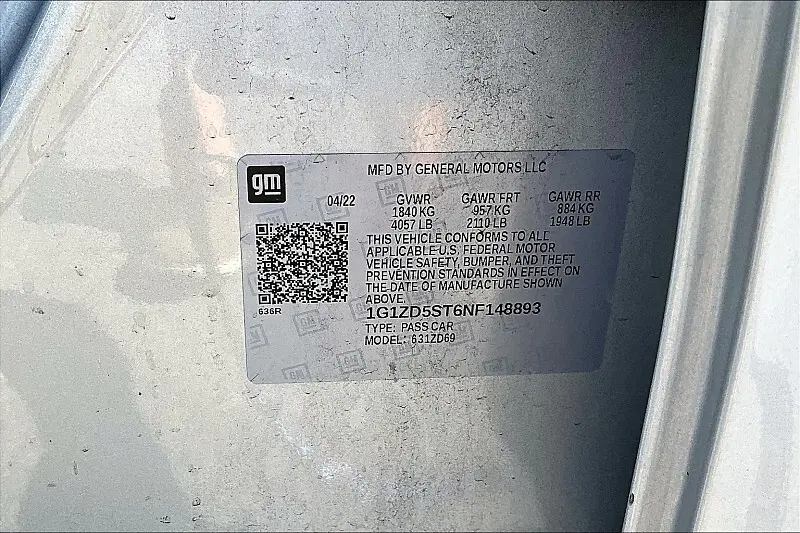 gm
MFD BY GENERAL MOTORS LLC
04/22 GVWR GAWR FRT GAWR RR
1840 KG 957 KG 884 KG
4057 LB 2110 LB 1948 LB
THIS VEHICLE CONFORMS TO ALL
APPLICABLE U.S. FEDERAL MOTOR
VEHICLE SAFETY, BUMPER, AND THEFT
PREVENTION STANDARDS IN EFFECT ON
THE DATE OF MANUFACTURE SHOWN
ABOVE.
636R
1G1ZD5ST6NF148893
TYPE: PASS CAR
MODEL: 631ZD69